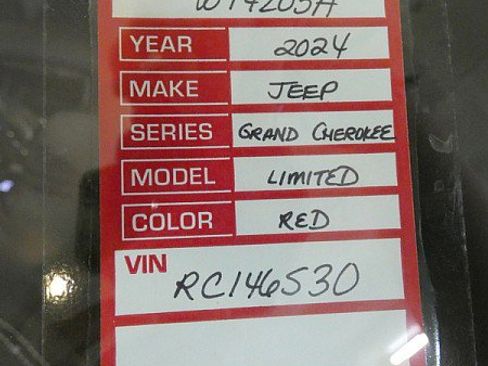 YEAR 2024
MAKE JEEP
SERIES GRAND CHEROKEE
MODEL LIMITED
COLOR RED
VIN
RC146530